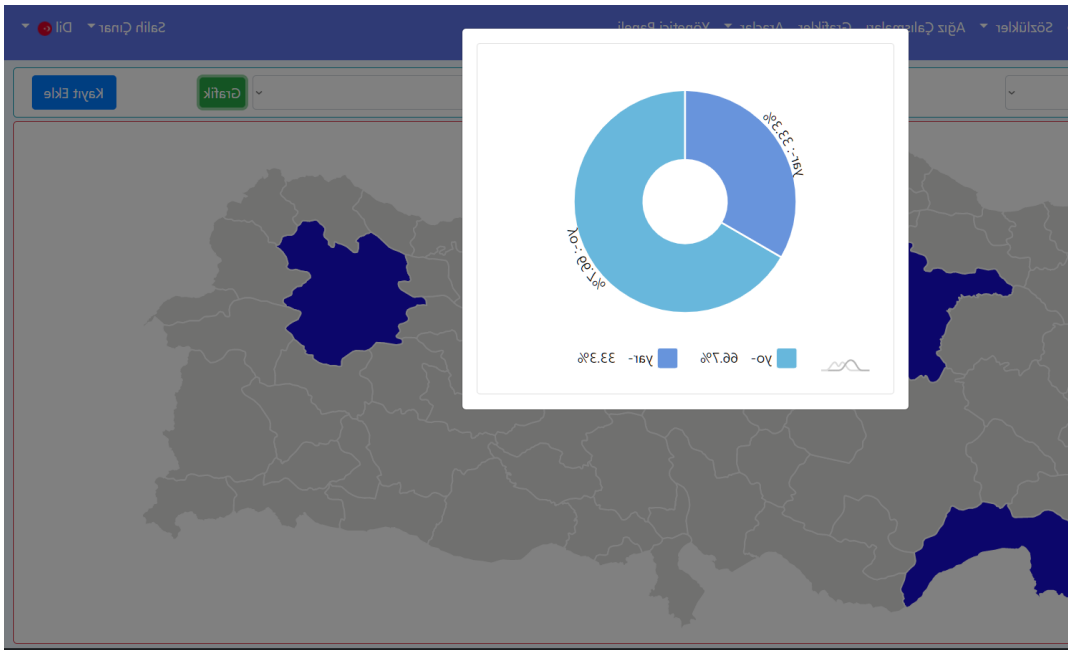 Sözlükler Ağız Çalışmaları Grafikler Araçlar Yönetici Paneli Salih Çınar Dil
Grafik Kayıt Ekle
yar-: 33.3%
yo-: 66.7%
yo- 66.7% yar- 33.3%